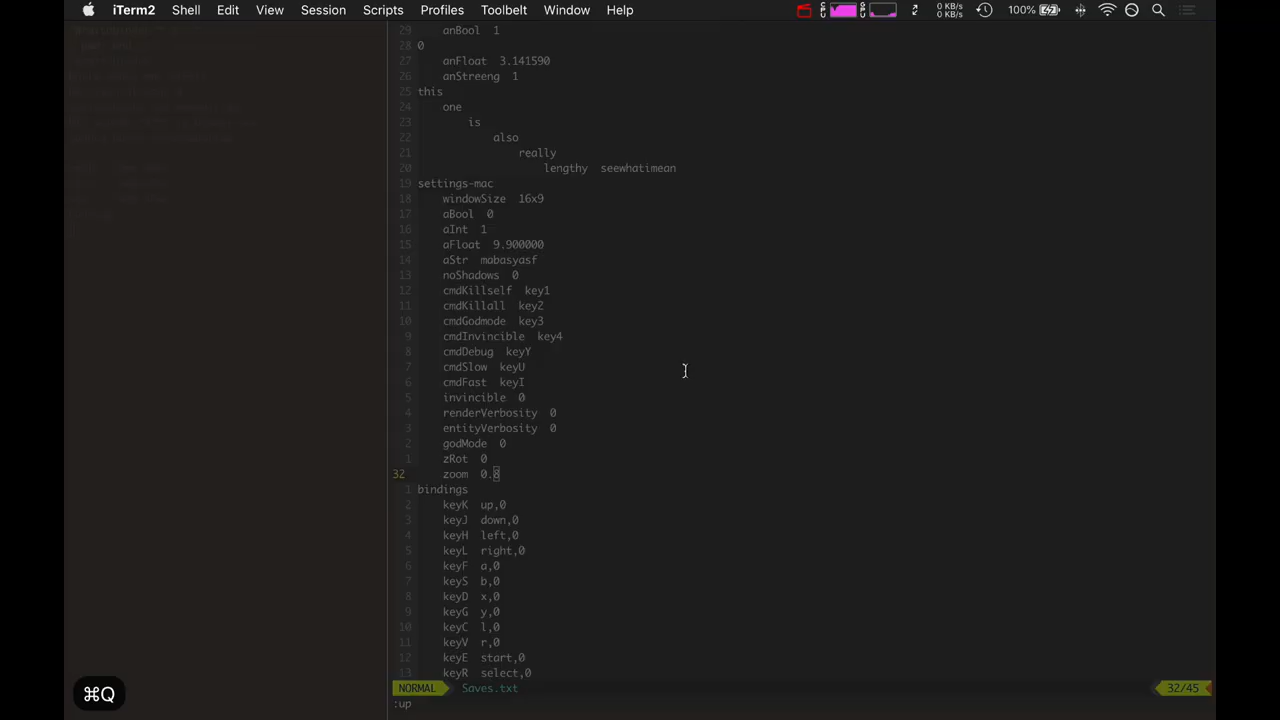 iTerm2 Shell Edit View Session Scripts Profiles Toolbelt Window Help 0 KB/s 0 KB/s 100%
29 anBool 1
28 0
27 anFloat 3.141590
26 anStreeng 1
25 this
24 one
23 is
22 also
21 really
20 lengthy seewhatimean
19 settings-mac
18 windowSize 16x9
17 aBool 0
16 aInt 1
15 aFloat 9.900000
14 aStr mabasyasf
13 noShadows 0
12 cmdKillself key1
11 cmdKillall key2
10 cmdGodmode key3
9 cmdInvincible key4
8 cmdDebug keyY
7 cmdSlow keyU
6 cmdFast keyI
5 invincible 0
4 renderVerbosity 0
3 entityVerbosity 0
2 godMode 0
1 zRot 0
32 zoom 0.8
1 bindings
2 keyK up,0
3 keyJ down,0
4 keyH left,0
5 keyL right,0
6 keyF a,0
7 keyS b,0
8 keyD x,0
9 keyG y,0
10 keyC l,0
11 keyV r,0
12 keyE start,0
13 keyR select,0
NORMAL Saves.txt 32/45
:up
⌘Q